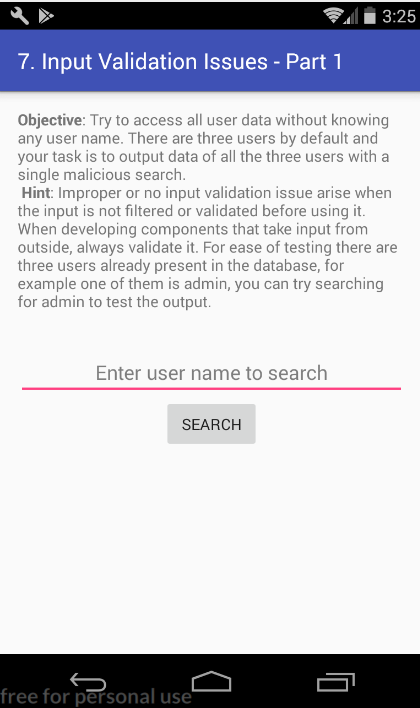 3:25
7. Input Validation Issues - Part 1
Objective: Try to access all user data without knowing
any user name. There are three users by default and
your task is to output data of all the three users with a
single malicious search.
Hint: Improper or no input validation issue arise when
the input is not filtered or validated before using it.
When developing components that take input from
outside, always validate it. For ease of testing there are
three users already present in the database, for
example one of them is admin, you can try searching
for admin to test the output.
Enter user name to search
SEARCH
free for personal use